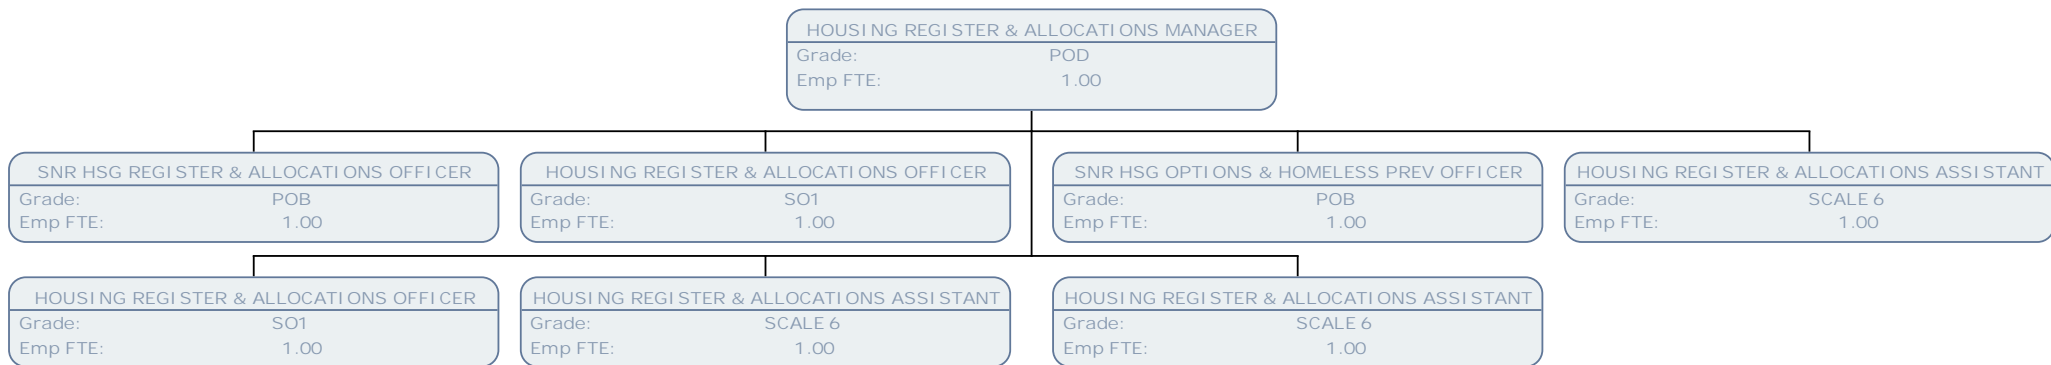 HOUSING REGISTER & ALLOCATIONS MANAGER
Grade: POD
Emp FTE: 1.00
SNR HSG REGISTER & ALLOCATIONS OFFICER
Grade: POB
Emp FTE: 1.00
HOUSING REGISTER & ALLOCATIONS OFFICER
Grade: SO1
Emp FTE: 1.00
SNR HSG OPTIONS & HOMELESS PREV OFFICER
Grade: POB
Emp FTE: 1.00
HOUSING REGISTER & ALLOCATIONS ASSISTANT
Grade: SCALE 6
Emp FTE: 1.00
HOUSING REGISTER & ALLOCATIONS OFFICER
Grade: SO1
Emp FTE: 1.00
HOUSING REGISTER & ALLOCATIONS ASSISTANT
Grade: SCALE 6
Emp FTE: 1.00
HOUSING REGISTER & ALLOCATIONS ASSISTANT
Grade: SCALE 6
Emp FTE: 1.00